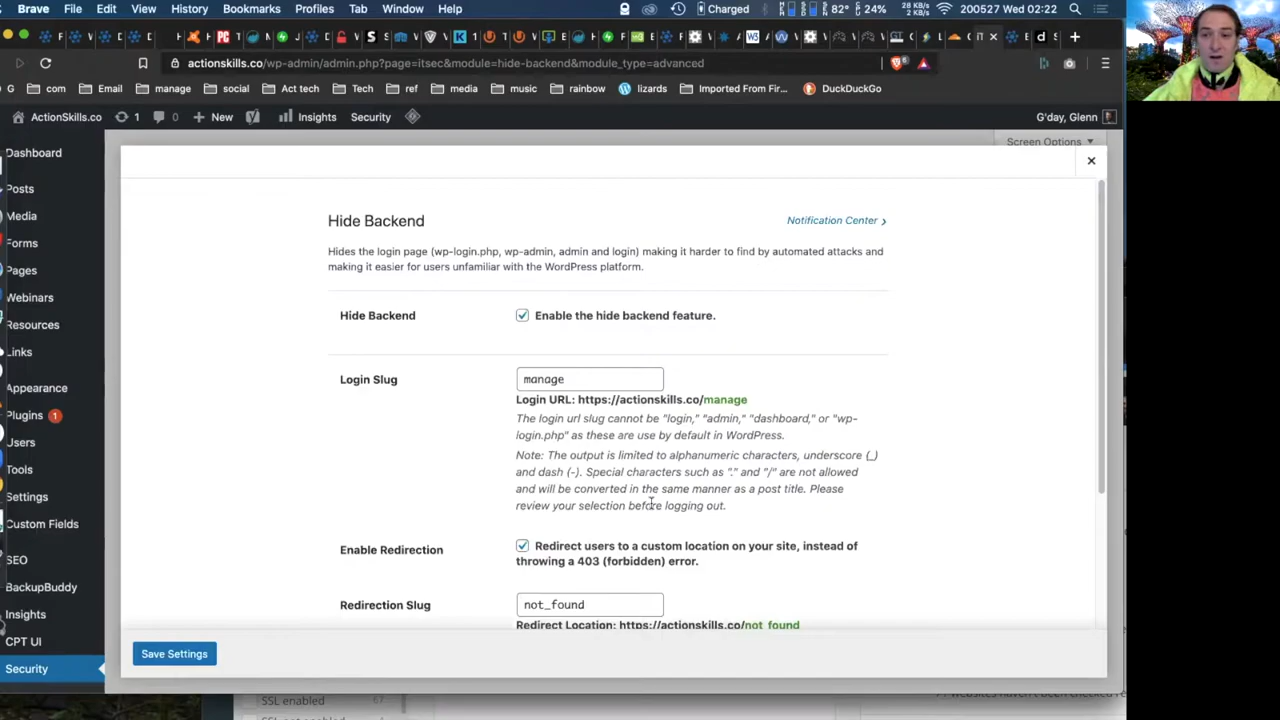 Brave File Edit View History Bookmarks Profiles Tab Window Help Charged 82° 24% 28 KB/s 4 KB/s 200527 Wed 02:22
actionskills.co/wp-admin/admin.php?page=itsec&module=hide-backend&module_type=advanced
G com Email manage social Act tech Tech ref media music rainbow lizards Imported From Fir... DuckDuckGo
ActionSkills.co 1 0 New Insights Security G'day, Glenn
Screen Options
Dashboard
Posts
Media
Forms
Pages
Webinars
Resources
Links
Appearance
Plugins 1
Users
Tools
Settings
Custom Fields
SEO
BackupBuddy
Insights
CPT UI
Security
Hide Backend
Notification Center
Hides the login page (wp-login.php, wp-admin, admin and login) making it harder to find by automated attacks and
making it easier for users unfamiliar with the WordPress platform.
Hide Backend Enable the hide backend feature.
Login Slug manage
Login URL: https://actionskills.co/manage
The login url slug cannot be "login," "admin," "dashboard," or "wp-
login.php" as these are use by default in WordPress.
Note: The output is limited to alphanumeric characters, underscore (_)
and dash (-). Special characters such as "." and "/" are not allowed
and will be converted in the same manner as a post title. Please
review your selection before logging out.
Enable Redirection Redirect users to a custom location on your site, instead of
throwing a 403 (forbidden) error.
Redirection Slug not_found
Redirect Location: https://actionskills.co/not_found
Save Settings
SSL enabled 67